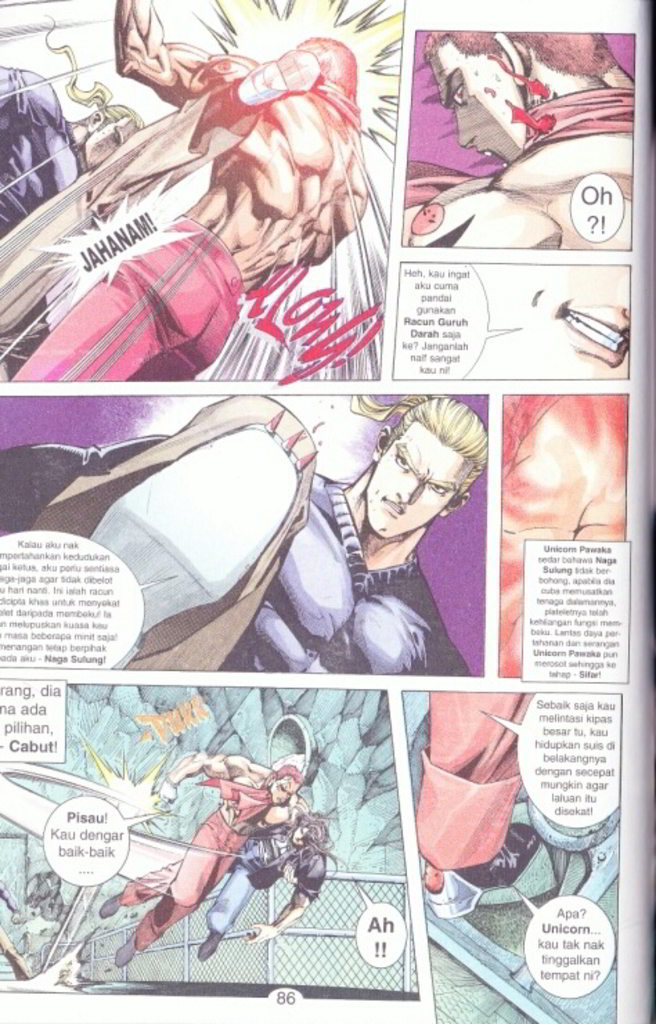 JAHANAM!
Oh
?!
Heh, kau ingat
aku cuma
pandai
gunakan
Racun Guruh
Darah saja
ke? Janganlah
naif sangat
kau ni!
Kalau aku nak
mpertahankan kedudukan
gai ketua, aku perlu sentiasa
aga-jaga agar tidak dibelot
u hari nanti. Ini ialah racun
dicipta khas untuk menyekat
elet daripada membeku! Ia
n melupuskan kuasa kau
masa beberapa minit saja!
menangan tetap berpihak
pada aku - Naga Sulung!
Unicorn Pawaka
sedar bahawa Naga
Sulung tidak ber-
bohong, apabila dia
cuba memusatkan
tenaga dalamannya,
plateletnya telah
kehilangan fungsi mem-
beku. Lantas daya per-
tahanan dan serangan
Unicorn Pawaka pun
merosot sehingga ke
tahap - Sifar!
rang, dia
na ada
pilihan,
- Cabut!
Pisau!
Kau dengar
baik-baik
....
Ah
!!
Sebaik saja kau
melintasi kipas
besar tu, kau
hidupkan suis di
belakangnya
dengan secepat
mungkin agar
laluan itu
disekat!
Apa?
Unicorn...
kau tak nak
tinggalkan
tempat ni?
86